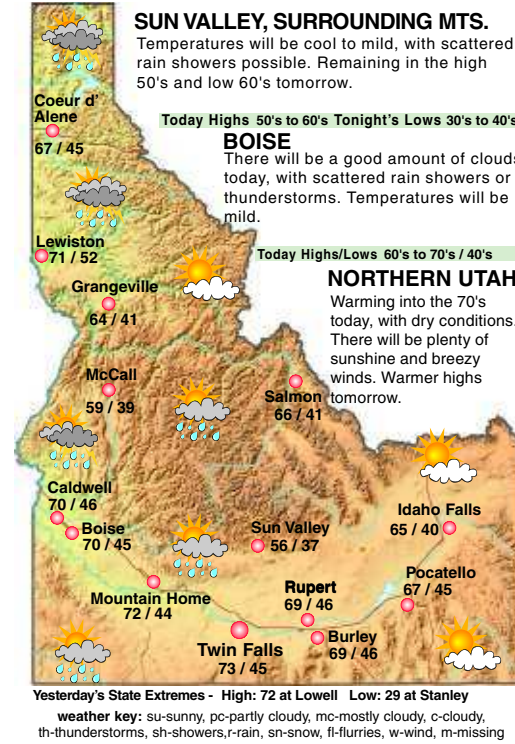 SUN VALLEY, SURROUNDING MTS.
Temperatures will be cool to mild, with scattered
rain showers possible. Remaining in the high
50's and low 60's tomorrow.
Today Highs 50's to 60's Tonight's Lows 30's to 40's
BOISE
There will be a good amount of clouds
today, with scattered rain showers or
thunderstorms. Temperatures will be
mild.
Today Highs/Lows 60's to 70's / 40's
NORTHERN UTAH
Warming into the 70's
today, with dry conditions.
There will be plenty of
sunshine and breezy
winds. Warmer highs
tomorrow.
Coeur d'
Alene
67 / 45
Lewiston
71 / 52
Grangeville
64 / 41
McCall
59 / 39
Salmon
66 / 41
Caldwell
70 / 46
Boise
70 / 45
Sun Valley
56 / 37
Idaho Falls
65 / 40
Mountain Home
72 / 44
Rupert
69 / 46
Pocatello
67 / 45
Twin Falls
73 / 45
Burley
69 / 46
Yesterday's State Extremes - High: 72 at Lowell Low: 29 at Stanley
weather key: su-sunny, pc-partly cloudy, mc-mostly cloudy, c-cloudy,
th-thunderstorms, sh-showers,r-rain, sn-snow, fl-flurries, w-wind, m-missing